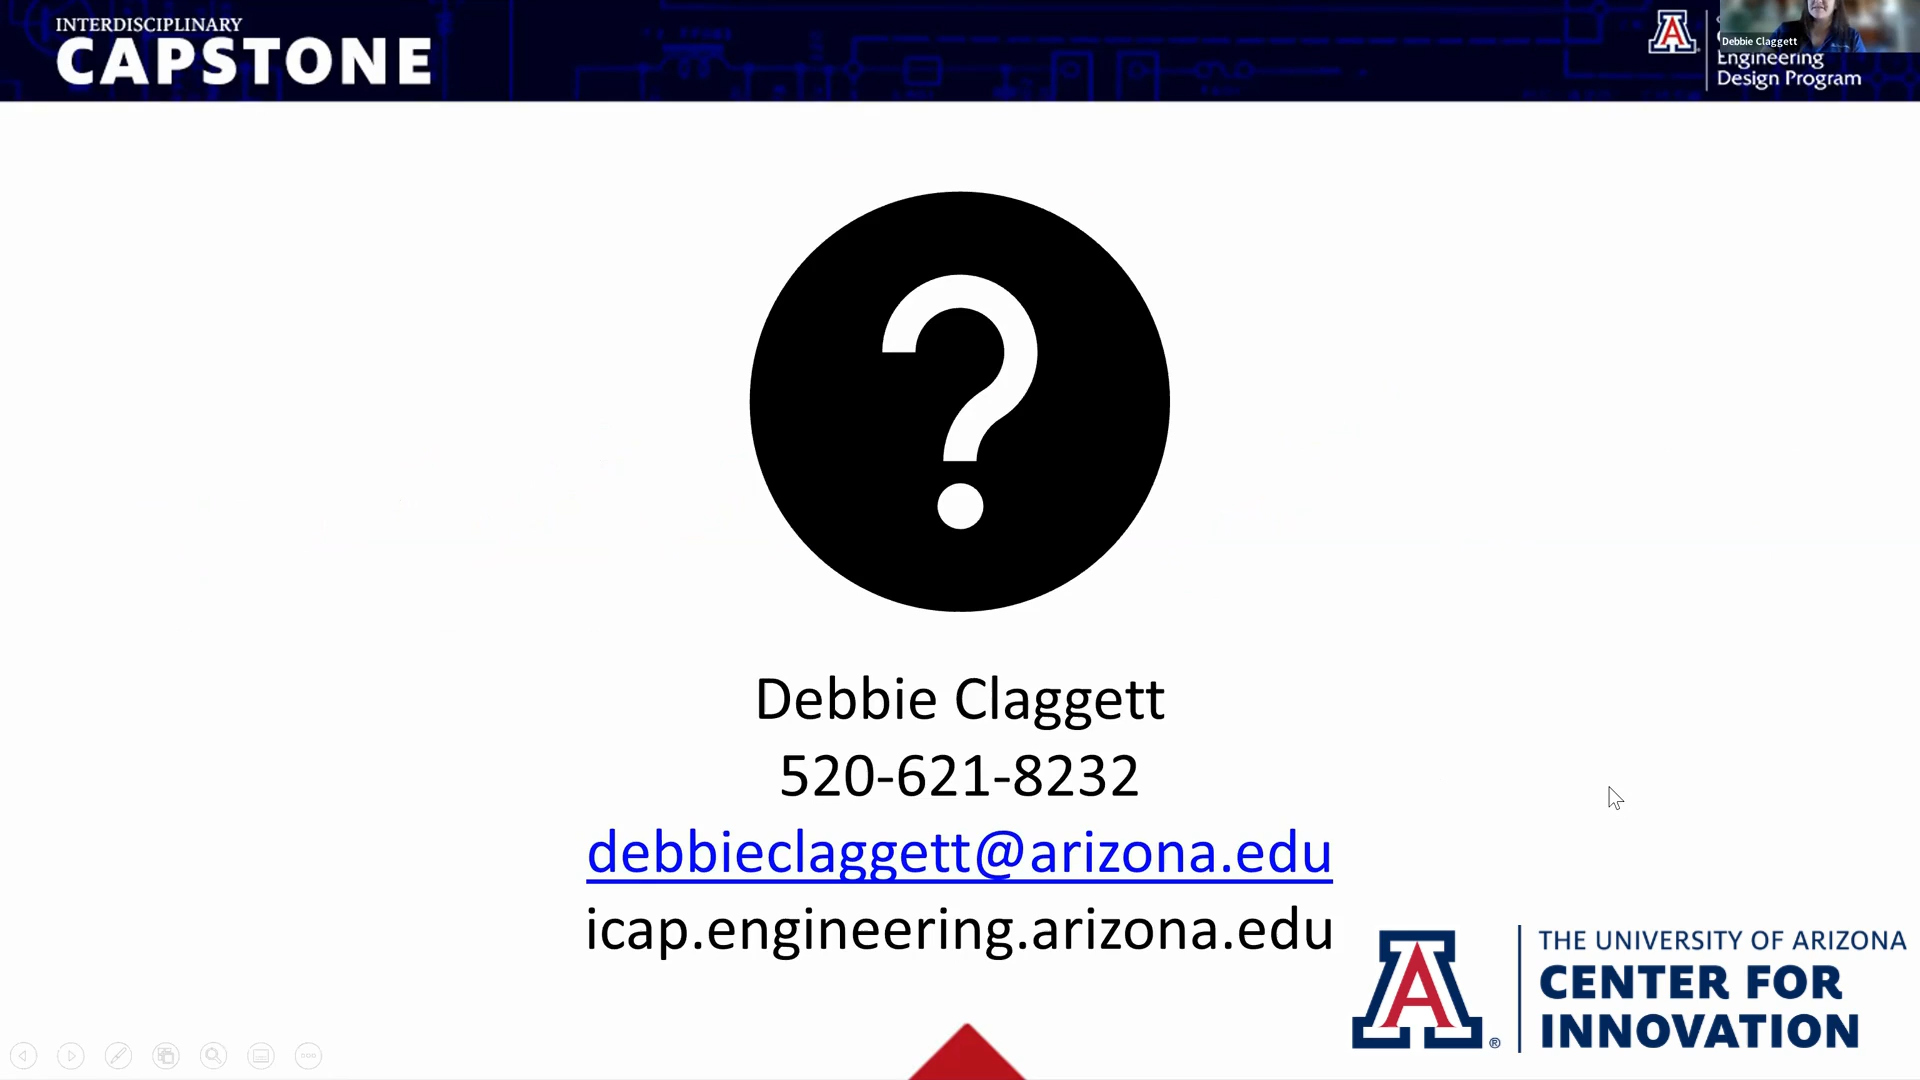 INTERDISCIPLINARY
CAPSTONE
Debbie Claggett
Engineering
Design Program
?
Debbie Claggett
520-621-8232
debbieclaggett@arizona.edu
icap.engineering.arizona.edu
A
THE UNIVERSITY OF ARIZONA
CENTER FOR
INNOVATION